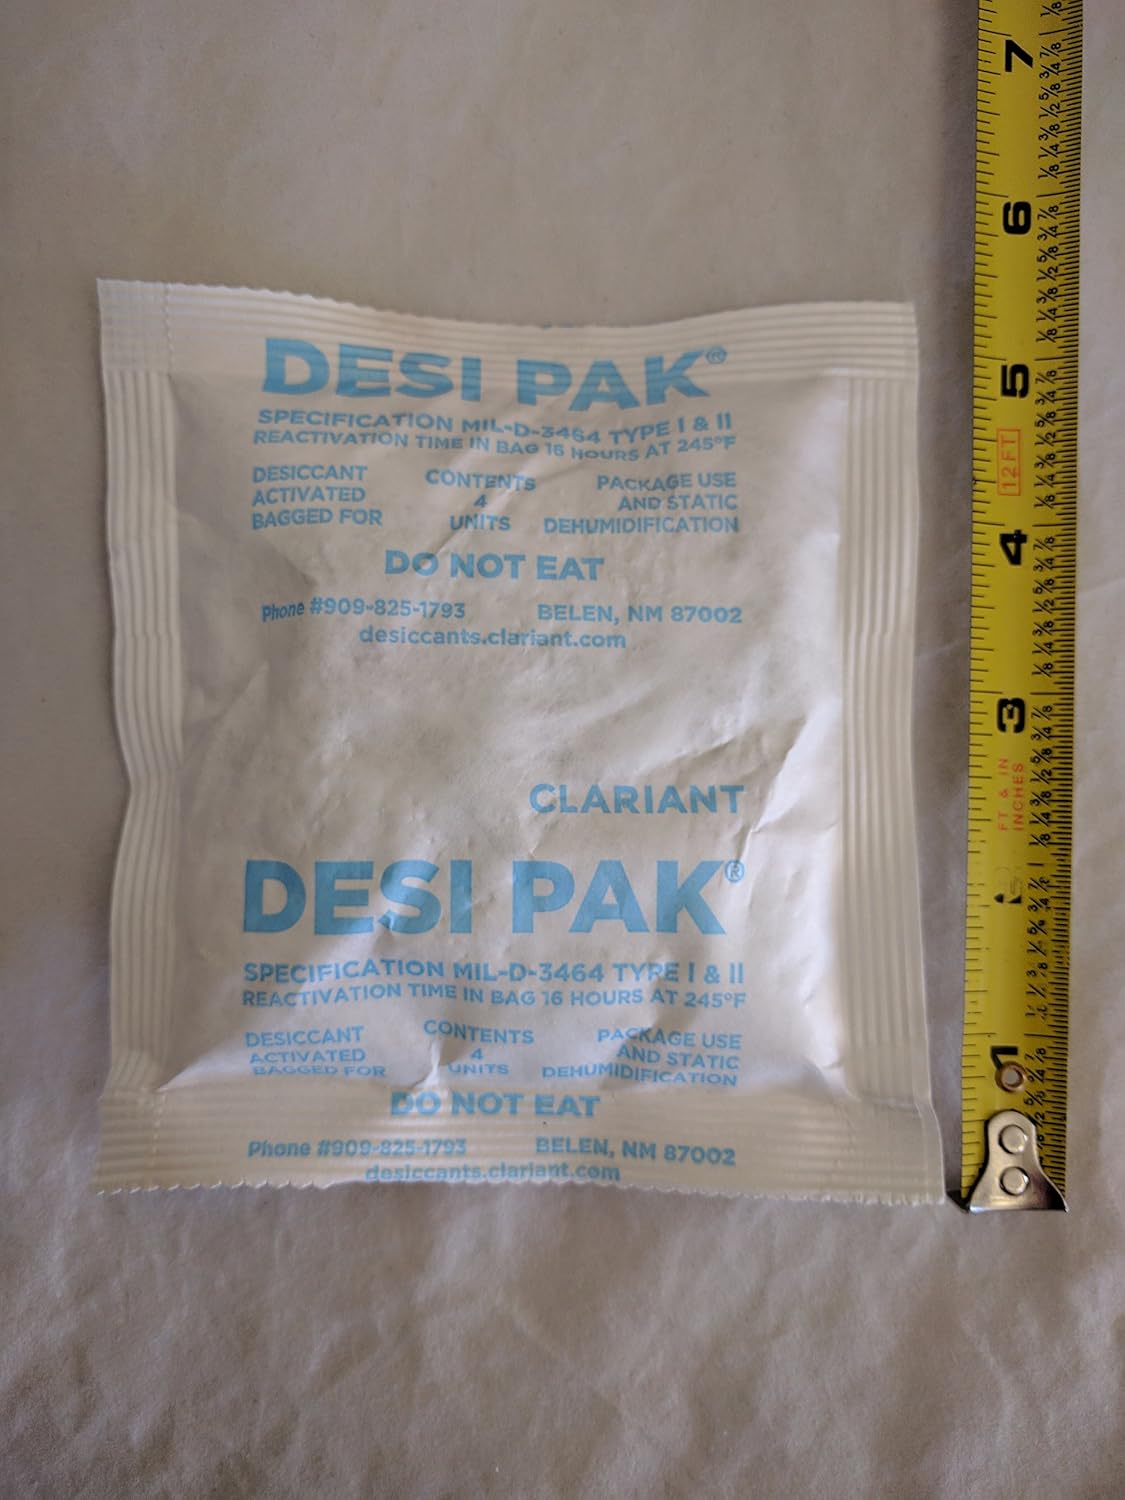 DESI PAK®
SPECIFICATION MIL-D-3464 TYPE I & II
REACTIVATION TIME IN BAG 16 HOURS AT 245°F
DESICCANT CONTENTS PACKAGE USE
ACTIVATED 4 AND STATIC
BAGGED FOR UNITS DEHUMIDIFICATION
DO NOT EAT
Phone #909-825-1793 BELEN, NM 87002
desiccants.clariant.com
CLARIANT
DESI PAK®
SPECIFICATION MIL-D-3464 TYPE I & II
REACTIVATION TIME IN BAG 16 HOURS AT 245°F
DESICCANT CONTENTS PACKAGE USE
ACTIVATED 4 AND STATIC
BAGGED FOR UNITS DEHUMIDIFICATION
DO NOT EAT
Phone #909-825-1793 BELEN, NM 87002
desiccants.clariant.com
7
6
5
12FT
4
3
FT & IN
INCHES
1